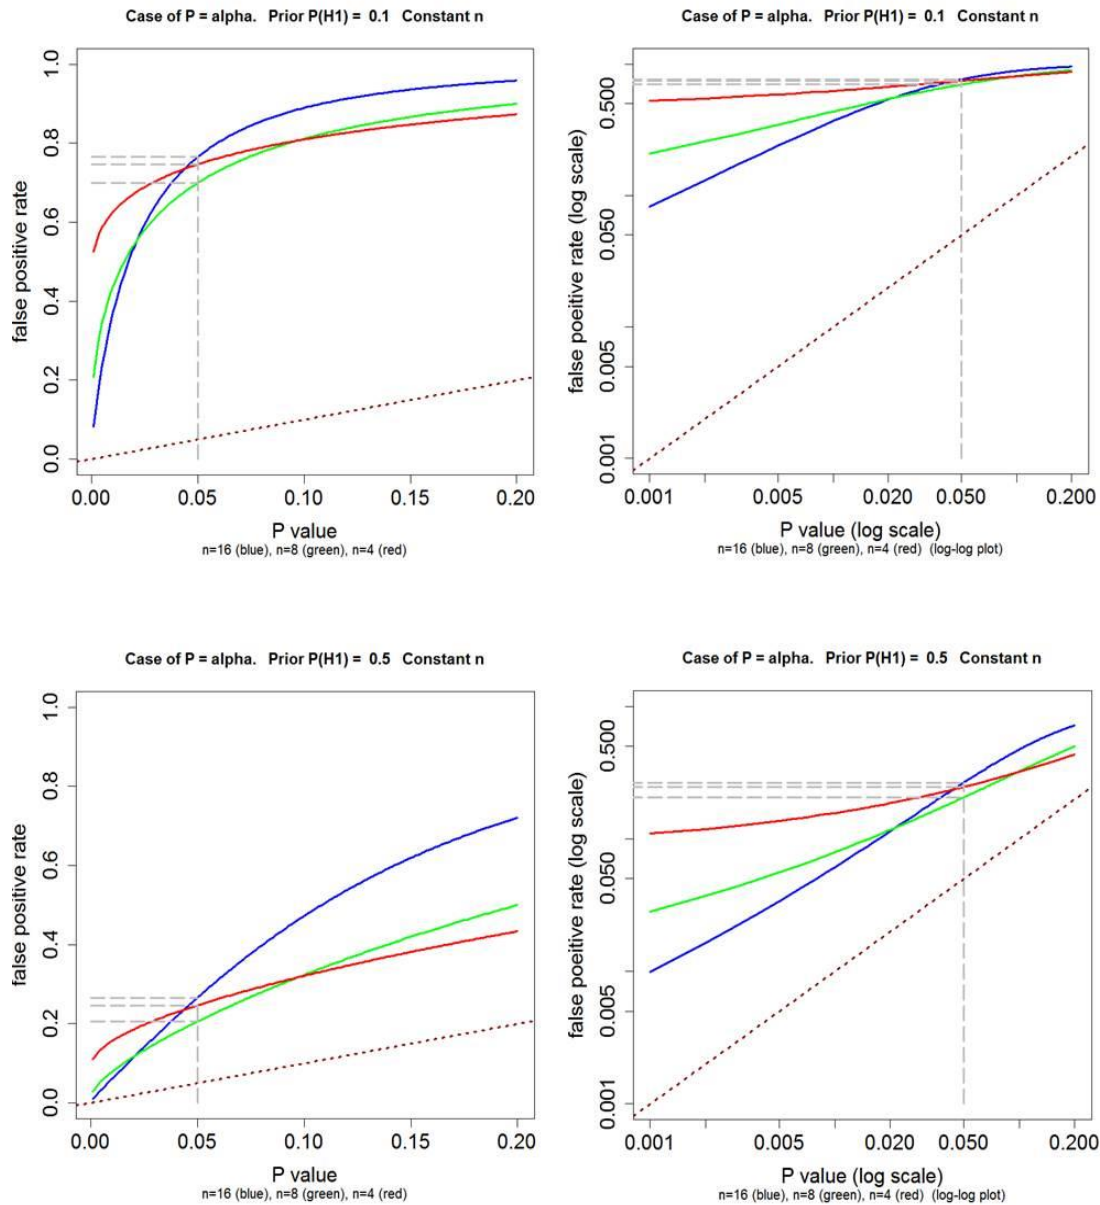 Case of P = alpha. Prior P(H1) = 0.1 Constant n
false positive rate
1.0
0.8
0.6
0.4
0.2
0.0
0.00 0.05 0.10 0.15 0.20
P value
n=16 (blue), n=8 (green), n=4 (red)
Case of P = alpha. Prior P(H1) = 0.1 Constant n
false poeitive rate (log scale)
0.500
0.050
0.005
0.001
0.001 0.005 0.020 0.050 0.200
P value (log scale)
n=16 (blue), n=8 (green), n=4 (red) (log-log plot)
Case of P = alpha. Prior P(H1) = 0.5 Constant n
false positive rate
1.0
0.8
0.6
0.4
0.2
0.0
0.00 0.05 0.10 0.15 0.20
P value
n=16 (blue), n=8 (green), n=4 (red)
Case of P = alpha. Prior P(H1) = 0.5 Constant n
false poeitive rate (log scale)
0.500
0.050
0.005
0.001
0.001 0.005 0.020 0.050 0.200
P value (log scale)
n=16 (blue), n=8 (green), n=4 (red) (log-log plot)